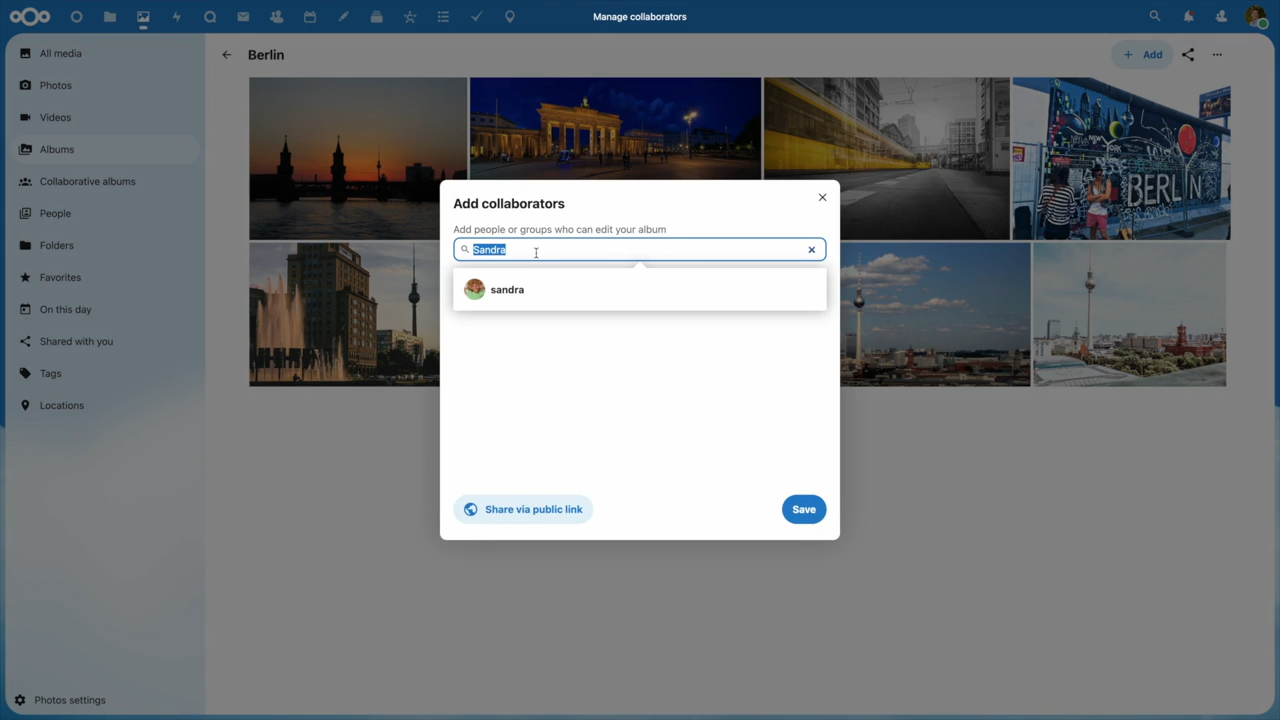 Manage collaborators
All media
Photos
Videos
Albums
Collaborative albums
People
Folders
Favorites
On this day
Shared with you
Tags
Locations
Photos settings
Berlin
Add
NEW
YORK
BERLIN
Add collaborators
Add people or groups who can edit your album
Sandra
sandra
Share via public link
Save